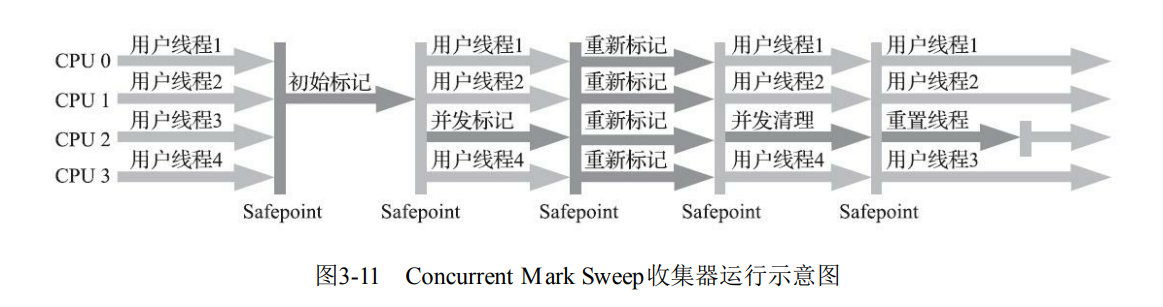 CPU 0 用户线程1 用户线程1 重新标记 用户线程1 用户线程1
初始标记
CPU 1 用户线程2 用户线程2 重新标记 用户线程2 用户线程2
CPU 2 用户线程3 并发标记 重新标记 并发清理 重置线程
CPU 3 用户线程4 用户线程4 重新标记 用户线程4 用户线程3
Safepoint Safepoint Safepoint Safepoint Safepoint
图3-11 Concurrent Mark Sweep收集器运行示意图